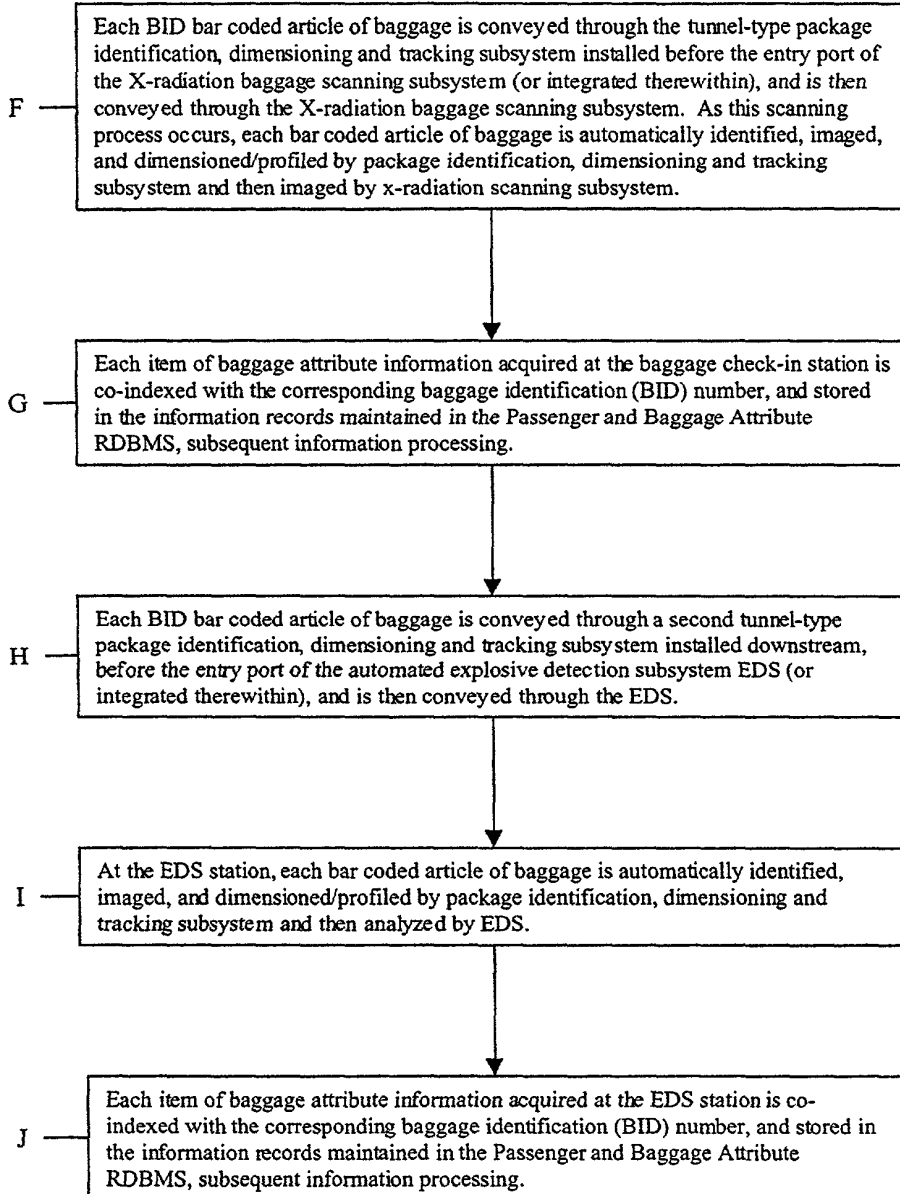 Each BID bar coded article of baggage is conveyed through the tunnel-type package
identification, dimensioning and tracking subsystem installed before the entry port of
the X-radiation baggage scanning subsystem (or integrated therewithin), and is then
F
conveyed through the X-radiation baggage scanning subsystem. As this scanning
process occurs, each bar coded article of baggage is automatically identified, imaged,
and dimensioned/profiled by package identification, dimensioning and tracking
subsystem and then imaged by x-radiation scanning subsystem.
Each item of baggage attribute information acquired at the baggage check-in station is
co-indexed with the corresponding baggage identification (BID) number, and stored
G
in the information records maintained in the Passenger and Baggage Attribute
RDBMS, subsequent information processing.
Each BID bar coded article of baggage is conveyed through a second tunnel-type
package identification, dimensioning and tracking subsystem installed downstream,
H
before the entry port of the automated explosive detection subsystem EDS (or
integrated therewithin), and is then conveyed through the EDS.
At the EDS station, each bar coded article of baggage is automatically identified,
I
imaged, and dimensioned/profiled by package identification, dimensioning and
tracking subsystem and then analyzed by EDS.
Each item of baggage attribute information acquired at the EDS station is co-
indexed with the corresponding baggage identification (BID) number, and stored in
J
the information records maintained in the Passenger and Baggage Attribute
RDBMS, subsequent information processing.